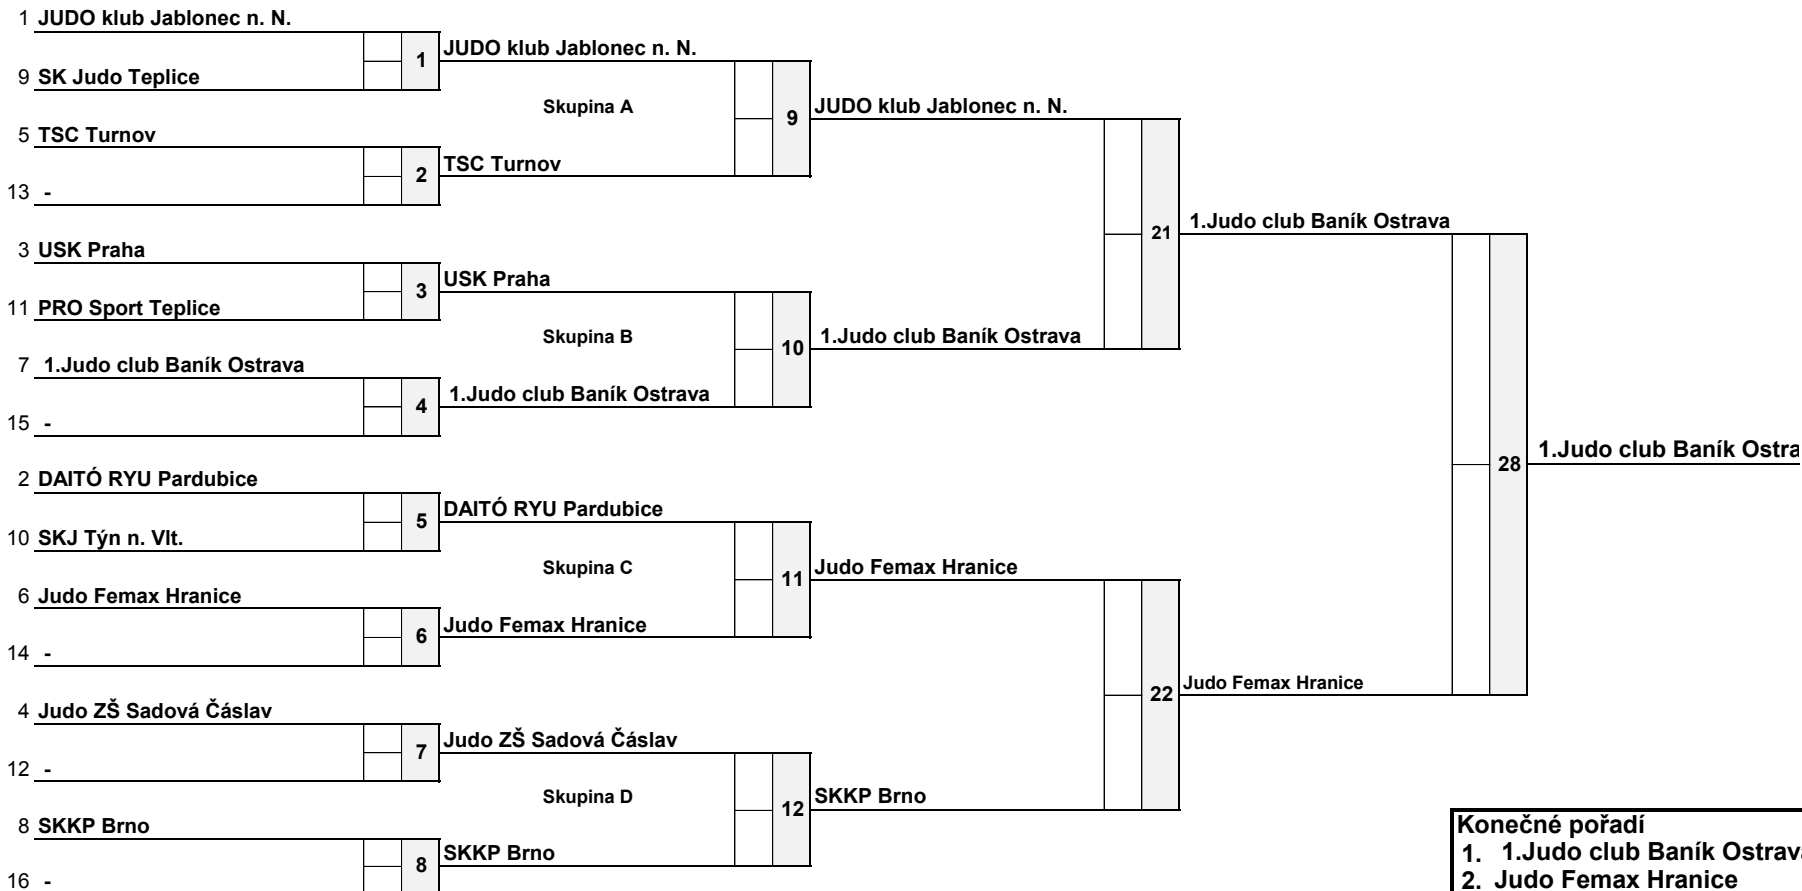 1 JUDO klub Jablonec n. N.
9 SK Judo Teplice
1
JUDO klub Jablonec n. N.
5 TSC Turnov
13 -
2
TSC Turnov
Skupina A
9
JUDO klub Jablonec n. N.
3 USK Praha
11 PRO Sport Teplice
3
USK Praha
7 1.Judo club Baník Ostrava
15 -
4
1.Judo club Baník Ostrava
Skupina B
10
1.Judo club Baník Ostrava
21
1.Judo club Baník Ostrava
2 DAITÓ RYU Pardubice
10 SKJ Týn n. Vlt.
5
DAITÓ RYU Pardubice
6 Judo Femax Hranice
14 -
6
Judo Femax Hranice
Skupina C
11
Judo Femax Hranice
4 Judo ZŠ Sadová Čáslav
12 -
7
Judo ZŠ Sadová Čáslav
8 SKKP Brno
16 -
8
SKKP Brno
Skupina D
12
SKKP Brno
22
Judo Femax Hranice
28
1.Judo club Baník Ostra
Konečné pořadí
1. 1.Judo club Baník Ostrava
2. Judo Femax Hranice